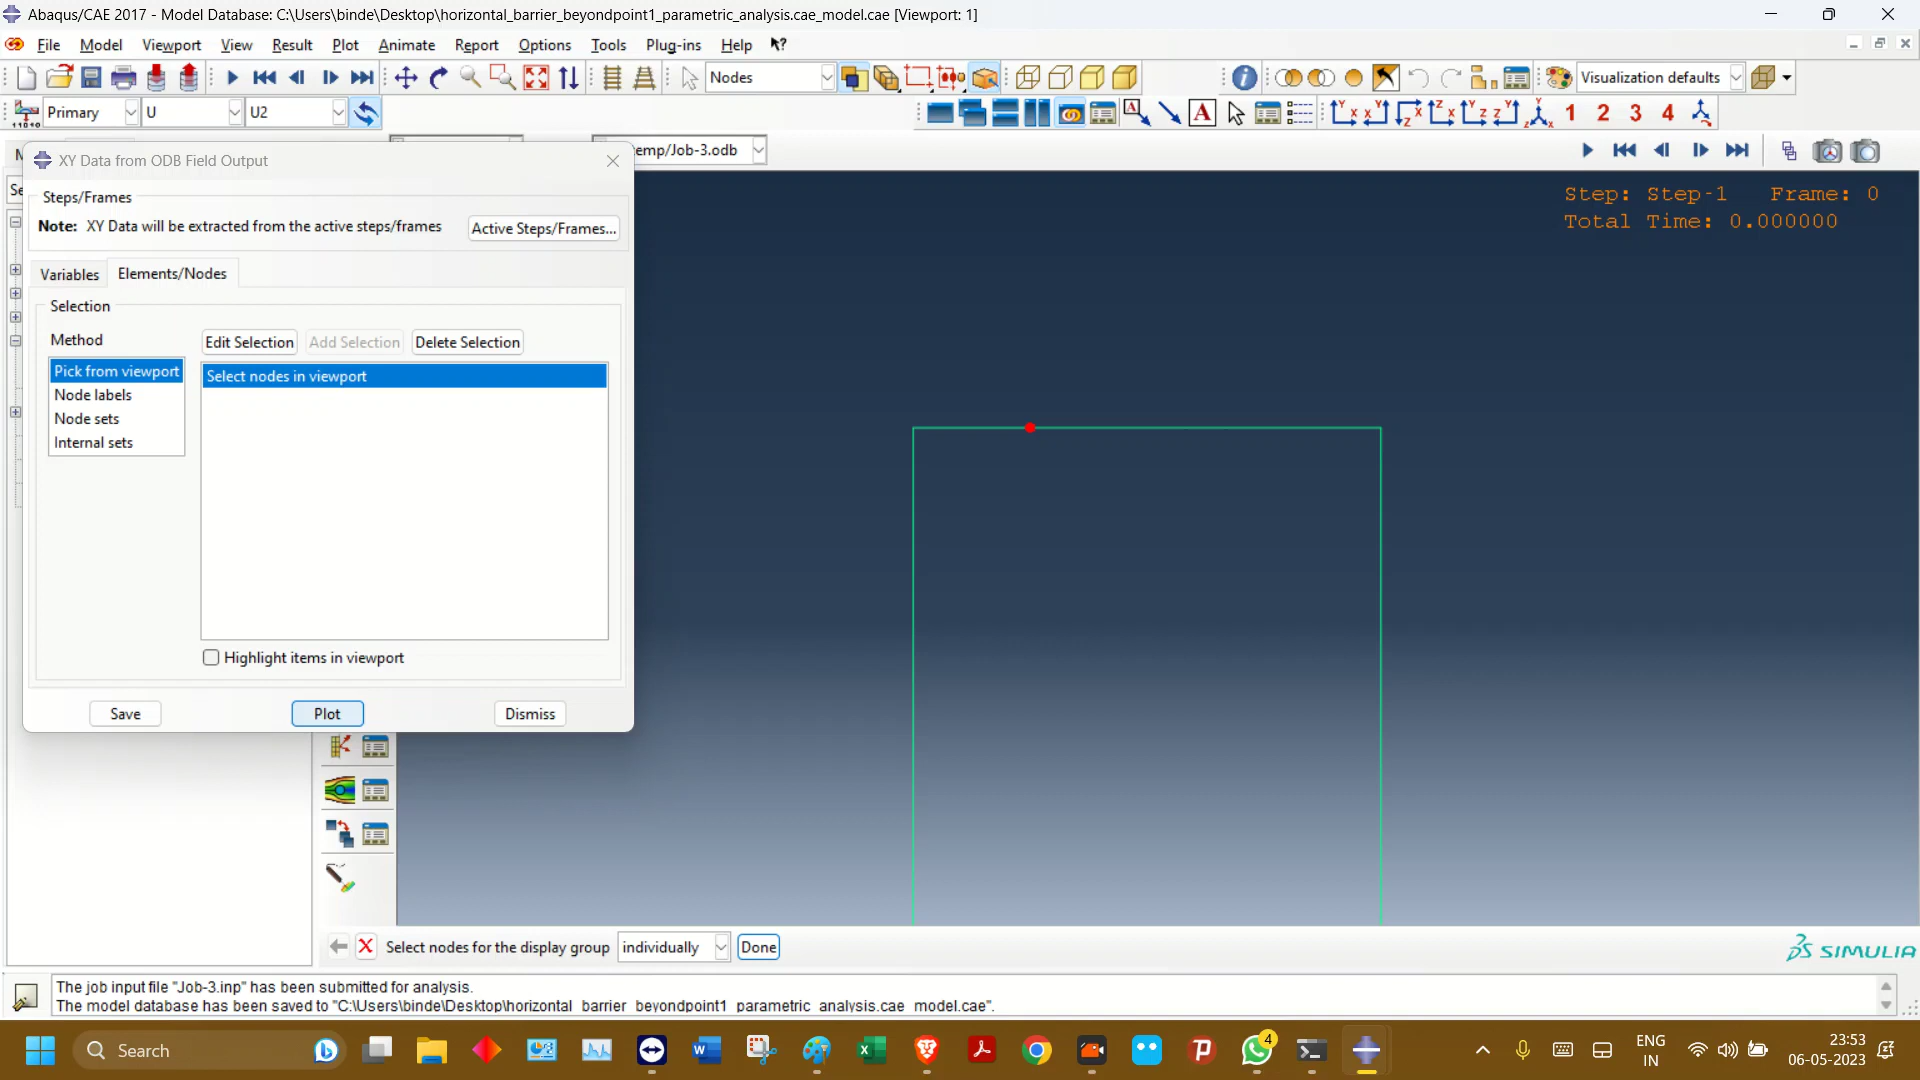 Abaqus/CAE 2017 - Model Database: C:\Users\binde\Desktop\horizontal_barrier_beyondpoint1_parametric_analysis.cae_model.cae [Viewport: 1]
File Model Viewport View Result Plot Animate Report Options Tools Plug-ins Help
Nodes
Visualization defaults
Primary U U2
1 2 3 4
emp/Job-3.odb
XY Data from ODB Field Output
Steps/Frames
Note: XY Data will be extracted from the active steps/frames
Active Steps/Frames...
Variables Elements/Nodes
Selection
Method
Edit Selection Add Selection Delete Selection
Pick from viewport
Node labels
Node sets
Internal sets
Select nodes in viewport
Highlight items in viewport
Save Plot Dismiss
Step: Step-1 Frame: 0
Total Time: 0.000000
Select nodes for the display group individually Done
SIMULIA
The job input file "Job-3.inp" has been submitted for analysis.
The model database has been saved to "C:\Users\binde\Desktop\horizontal_barrier_beyondpoint1_parametric_analysis.cae_model.cae".
Search
4
ENG
IN
23:53
06-05-2023